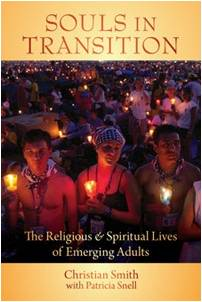 SOULS IN
TRANSITION
The Religious & Spiritual Lives
of Emerging Adults
Christian Smith
with Patricia Snell